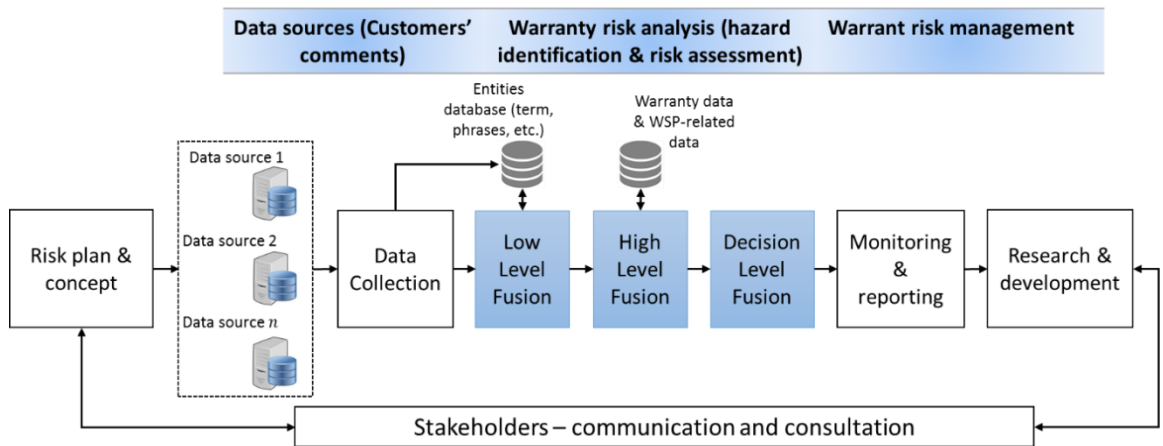 Data sources (Customers’
comments)
Warranty risk analysis (hazard
identification & risk assessment)
Warrant risk management
Entities
database (term,
phrases, etc.)
Warranty data
& WSP-related
data
Data source 1
Data source 2
Data source n
Risk plan &
concept
Data
Collection
Low
Level
Fusion
High
Level
Fusion
Decision
Level
Fusion
Monitoring
&
reporting
Research &
development
Stakeholders – communication and consultation